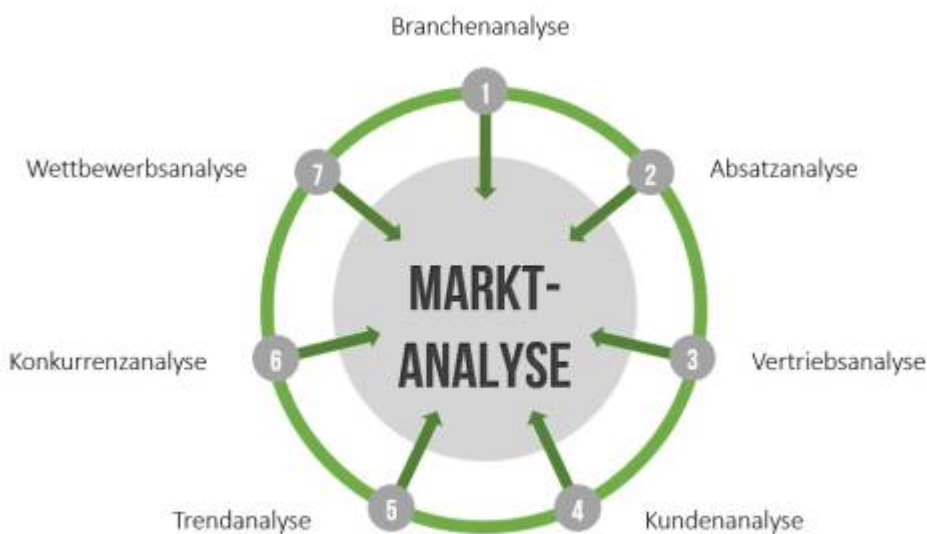 Branchenanalyse
1
Wettbewerbsanalyse
7
2
Absatzanalyse
MARKT-
ANALYSE
Konkurrenzanalyse
6
3
Vertriebsanalyse
Trendanalyse
5
4
Kundenanalyse